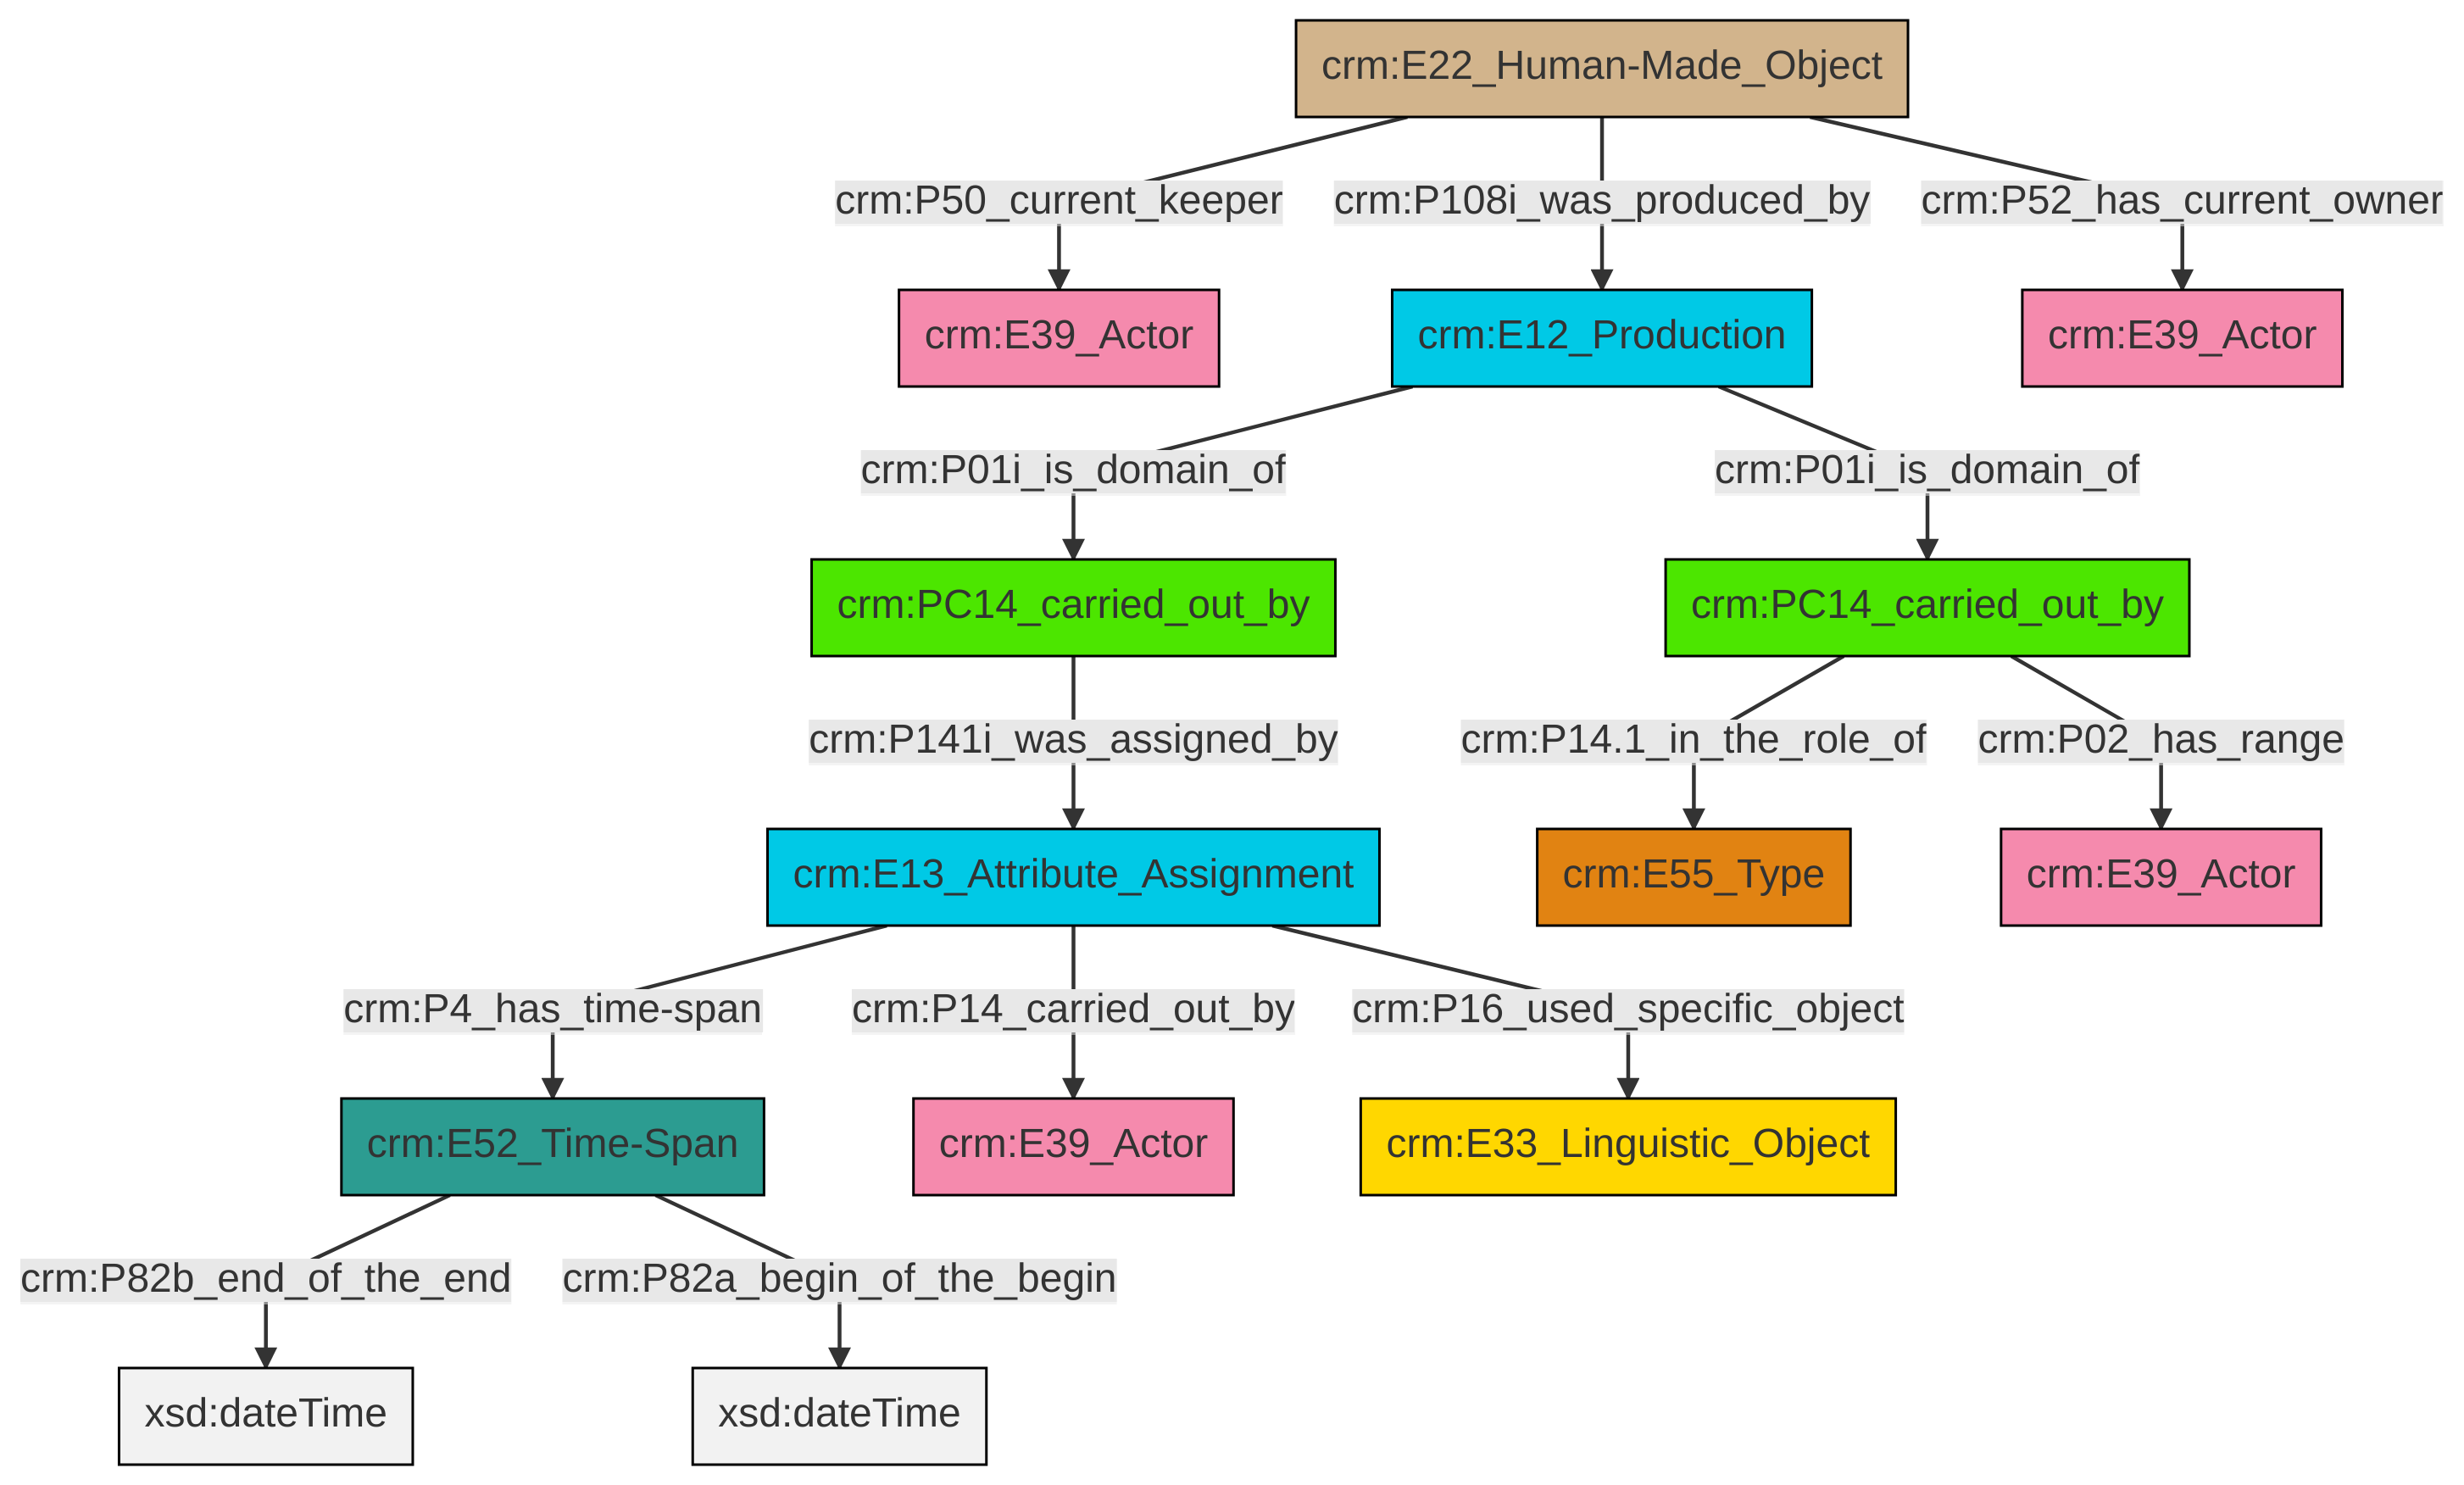 crm:E22_Human-Made_Object
crm:P50_current_keeper
crm:P108i_was_produced_by
crm:P52_has_current_owner
crm:E39_Actor
crm:E12_Production
crm:E39_Actor
crm:P01i_is_domain_of
crm:P01i_is_domain_of
crm:PC14_carried_out_by
crm:PC14_carried_out_by
crm:P141i_was_assigned_by
crm:P14.1_in_the_role_of
crm:P02_has_range
crm:E13_Attribute_Assignment
crm:E55_Type
crm:E39_Actor
crm:P4_has_time-span
crm:P14_carried_out_by
crm:P16_used_specific_object
crm:E52_Time-Span
crm:E39_Actor
crm:E33_Linguistic_Object
crm:P82b_end_of_the_end
crm:P82a_begin_of_the_begin
xsd:dateTime
xsd:dateTime